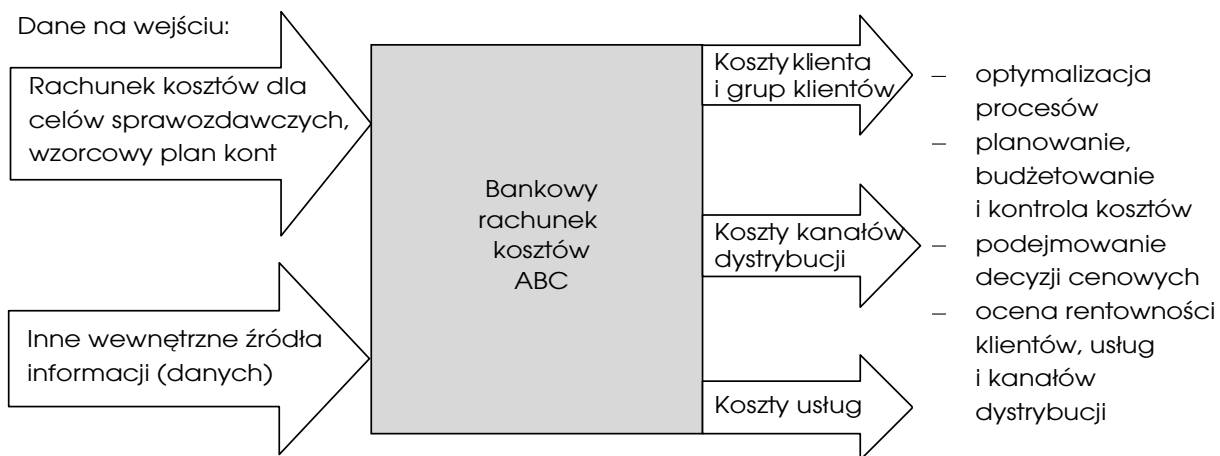 Dane na wejściu:
Rachunek kosztów dla
celów sprawozdawczych,
wzorcowy plan kont
Inne wewnętrzne źródła
informacji (danych)
Bankowy
rachunek
kosztów
ABC
Koszty klienta
i grup klientów
Koszty kanałów
dystrybucji
Koszty usług
– optymalizacja
procesów
– planowanie,
budżetowanie
i kontrola kosztów
– podejmowanie
decyzji cenowych
– ocena rentowności
klientów, usług
i kanałów
dystrybucji